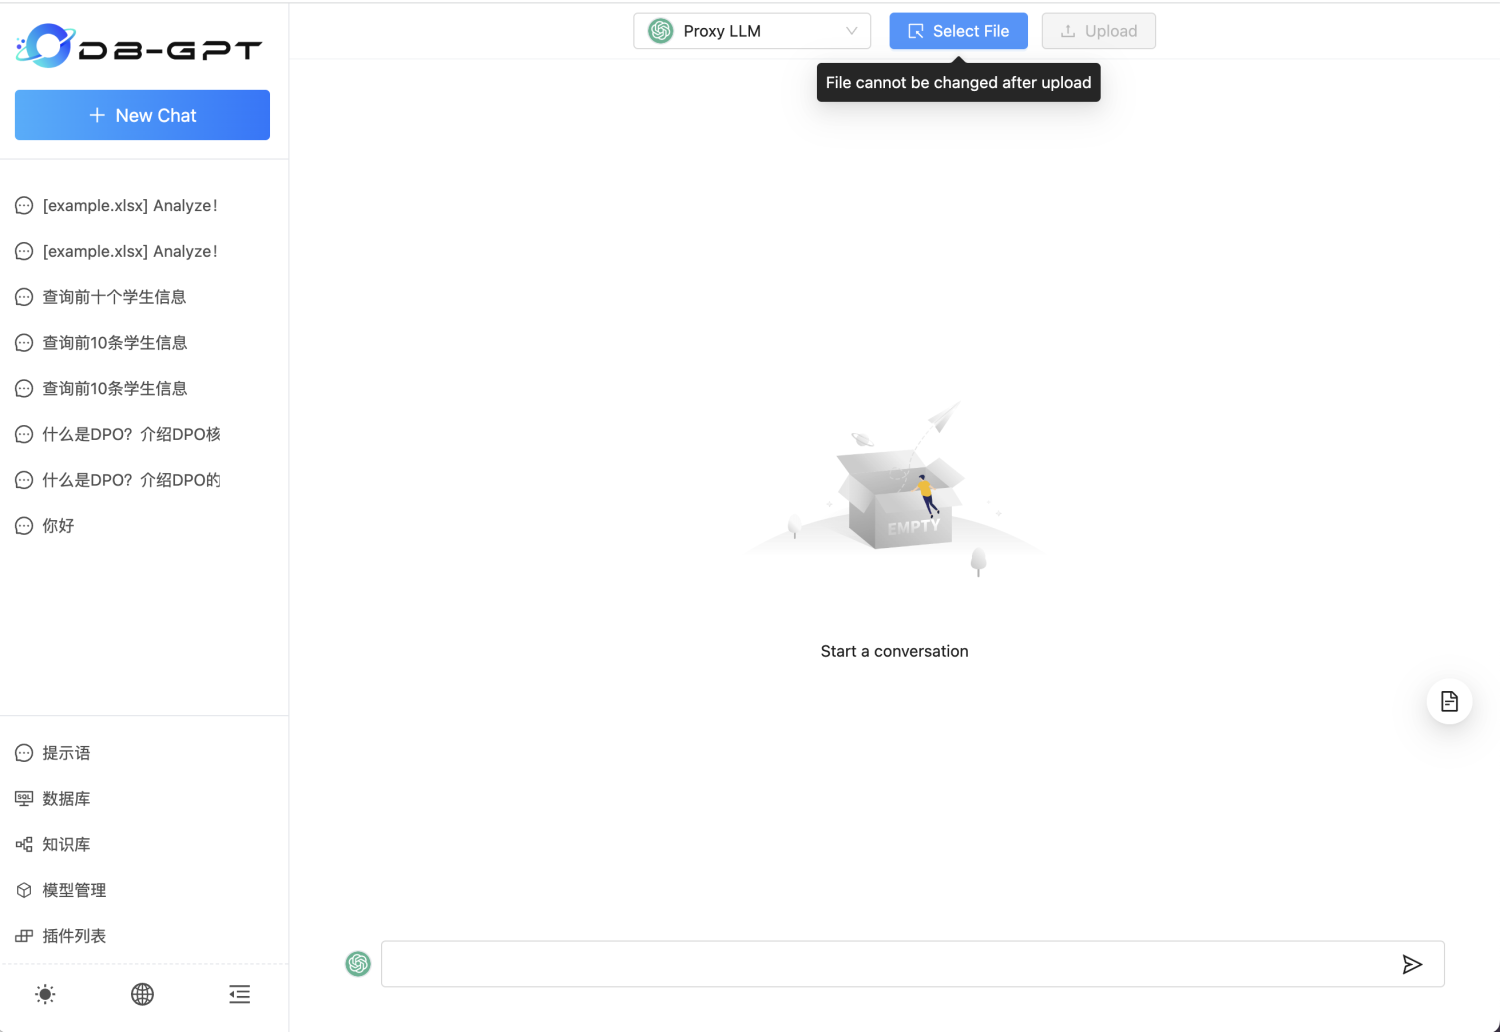 DB-GPT
New Chat
[example.xlsx] Analyze！
[example.xlsx] Analyze！
查询前十个学生信息
查询前10条学生信息
查询前10条学生信息
什么是DPO？介绍DPO核
什么是DPO？介绍DPO的
你好
提示语
SQL 数据库
知识库
模型管理
插件列表
Proxy LLM
Select File
Upload
File cannot be changed after upload
EMPTY
Start a conversation